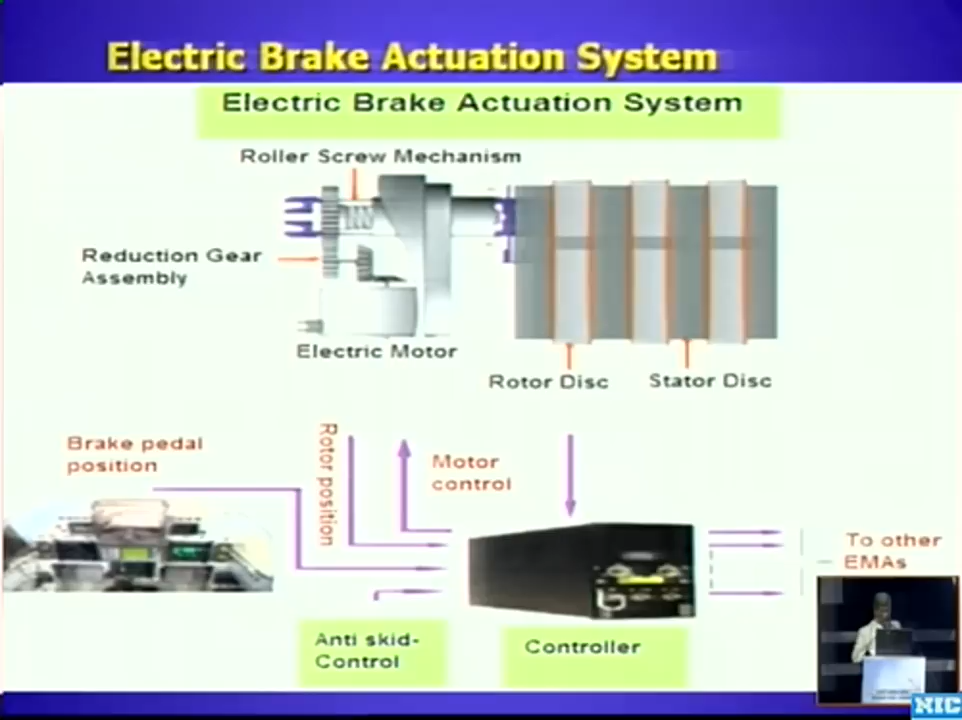 Electric Brake Actuation System
Electric Brake Actuation System
Roller Screw Mechanism
Reduction Gear
Assembly
Electric Motor
Rotor Disc
Stator Disc
Brake pedal
position
Rotor position
Motor
control
To other
EMAs
Anti skid-
Control
Controller
NIC